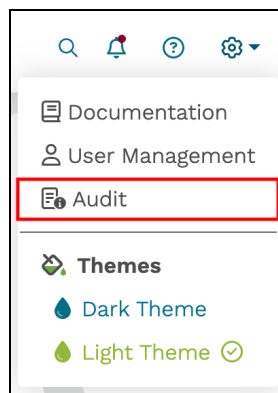 Documentation
User Management
Audit
Themes
Dark Theme
Light Theme